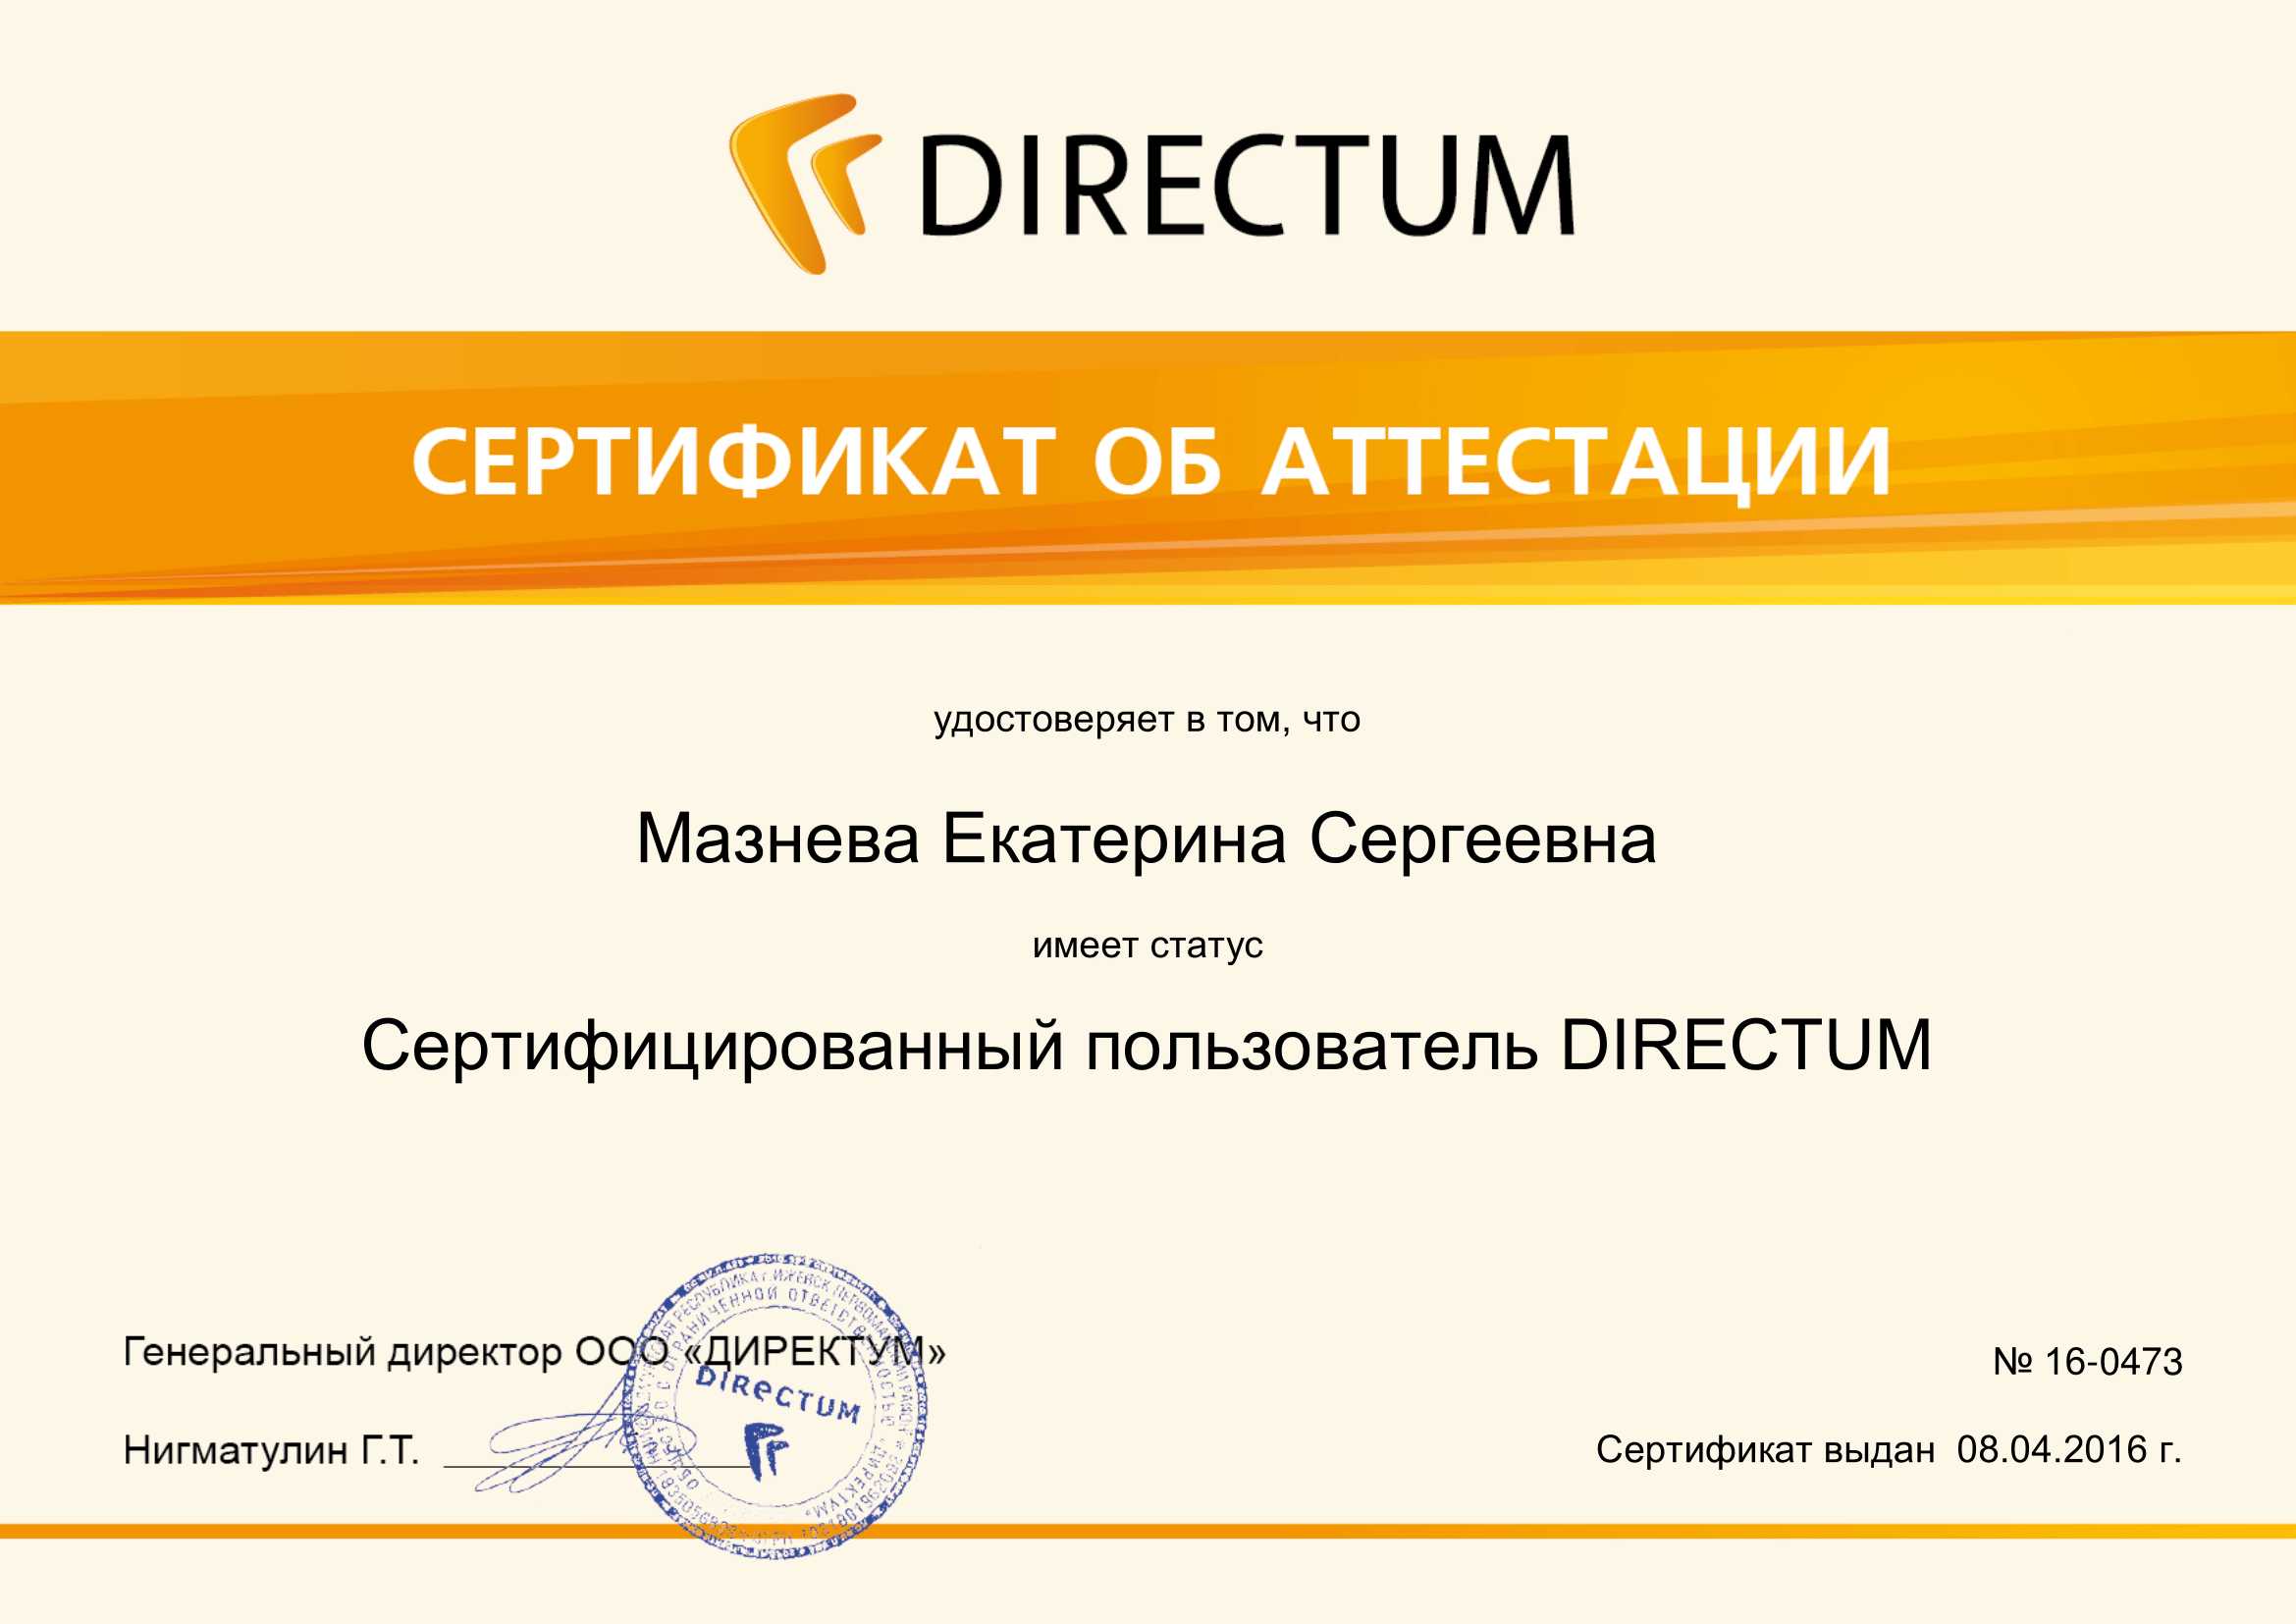 DIRECTUM
СЕРТИФИКАТ ОБ АТТЕСТАЦИИ
удостоверяет в том, что
Мазнева Екатерина Сергеевна
имеет статус
Сертифицированный пользователь DIRECTUM
Генеральный директор ООО «ДИРЕКТУМ»
Нигматулин Г.Т.
DIRECTUM
№ 16-0473
Сертификат выдан 08.04.2016 г.